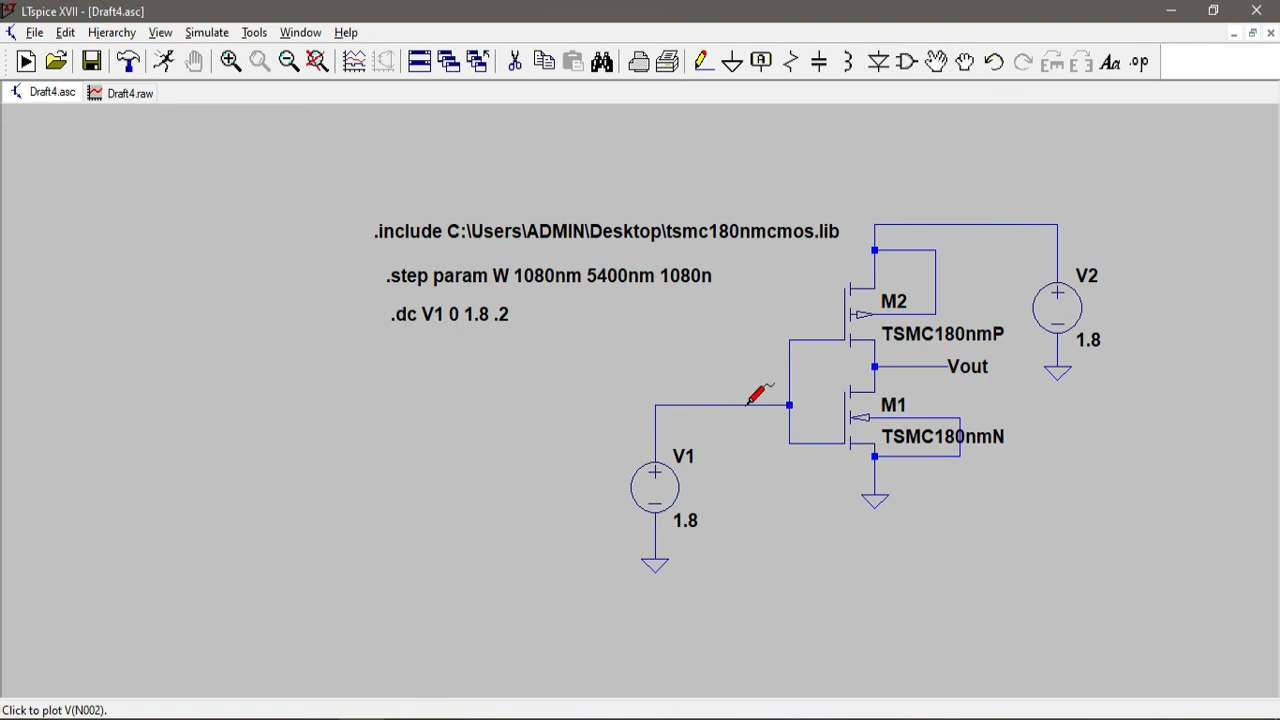 LTspice XVII - [Draft4.asc]
File Edit Hierarchy View Simulate Tools Window Help
Draft4.asc Draft4.raw
.include C:\Users\ADMIN\Desktop\tsmc180nmcmos.lib
.step param W 1080nm 5400nm 1080n
.dc V1 0 1.8 .2
V2
M2
TSMC180nmP
1.8
Vout
M1
TSMC180nmN
V1
1.8
Click to plot V(N002).